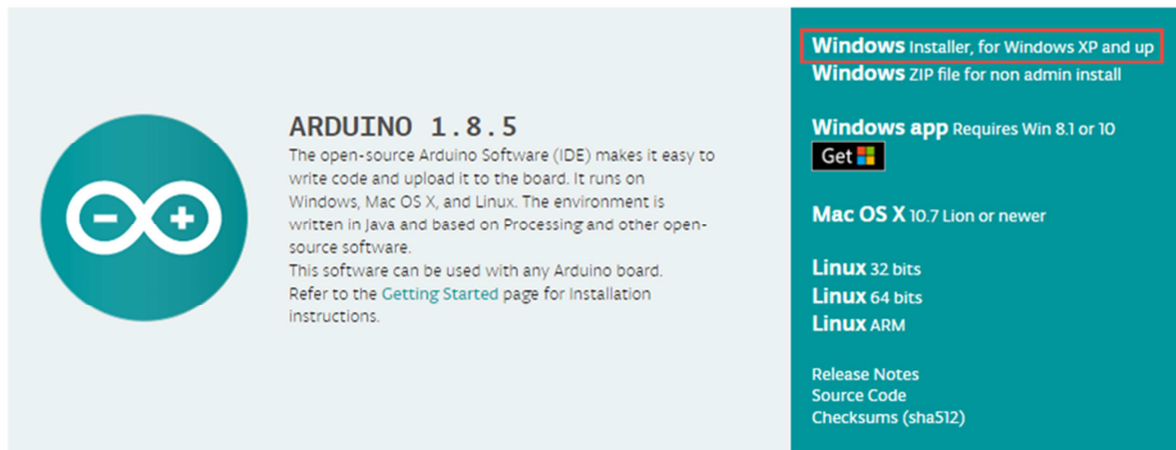 ARDUINO 1.8.5
The open-source Arduino Software (IDE) makes it easy to
write code and upload it to the board. It runs on
Windows, Mac OS X, and Linux. The environment is
written in Java and based on Processing and other open-
source software.
This software can be used with any Arduino board.
Refer to the Getting Started page for Installation
instructions.
Windows Installer, for Windows XP and up
Windows ZIP file for non admin install
Windows app Requires Win 8.1 or 10
Get
Mac OS X 10.7 Lion or newer
Linux 32 bits
Linux 64 bits
Linux ARM
Release Notes
Source Code
Checksums (sha512)